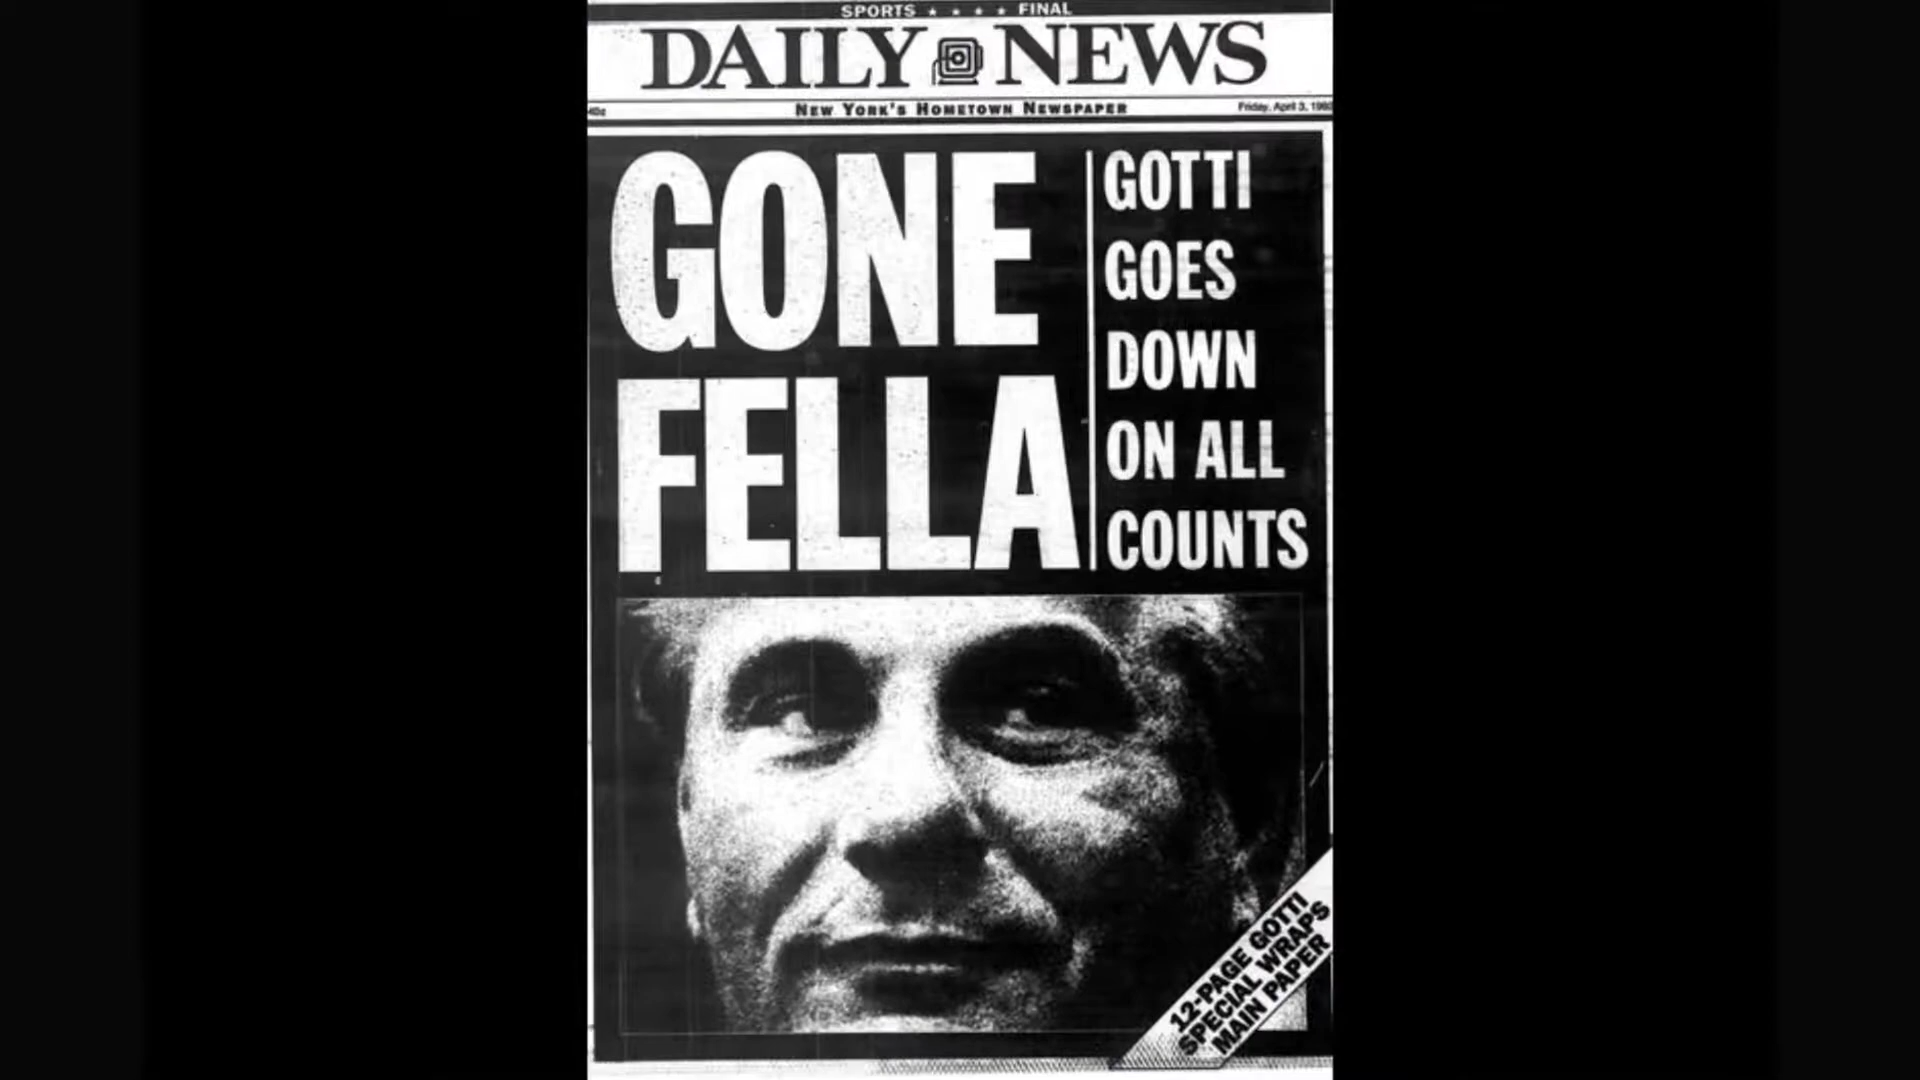 SPORTS ★ ★ ★ ★ FINAL
DAILY NEWS
40¢
NEW YORK'S HOMETOWN NEWSPAPER
Friday, April 3, 1992
GONE
FELLA
GOTTI
GOES
DOWN
ON ALL
COUNTS
12-PAGE GOTTI
SPECIAL WRAPS
MAIN PAPER